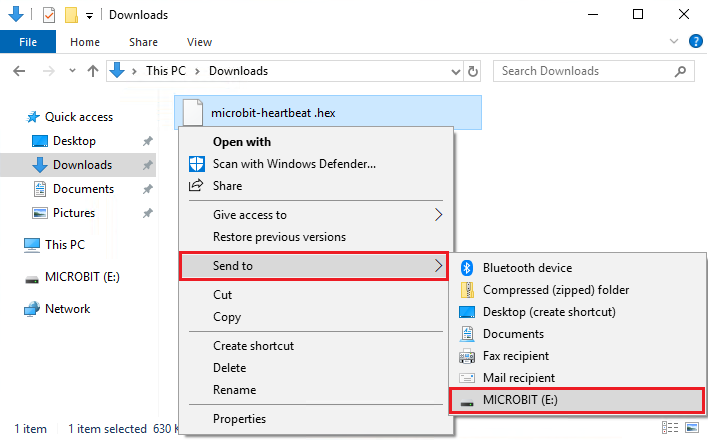 Downloads
File
Home
Share
View
This PC
Downloads
Search Downloads
Quick access
Desktop
Downloads
Documents
Pictures
This PC
MICROBIT (E:)
Network
microbit-heartbeat .hex
Open with
Scan with Windows Defender...
Share
Give access to
Restore previous versions
Send to
Cut
Copy
Create shortcut
Delete
Rename
Properties
Bluetooth device
Compressed (zipped) folder
Desktop (create shortcut)
Documents
Fax recipient
Mail recipient
MICROBIT (E:)
1 item
1 item selected 630 K